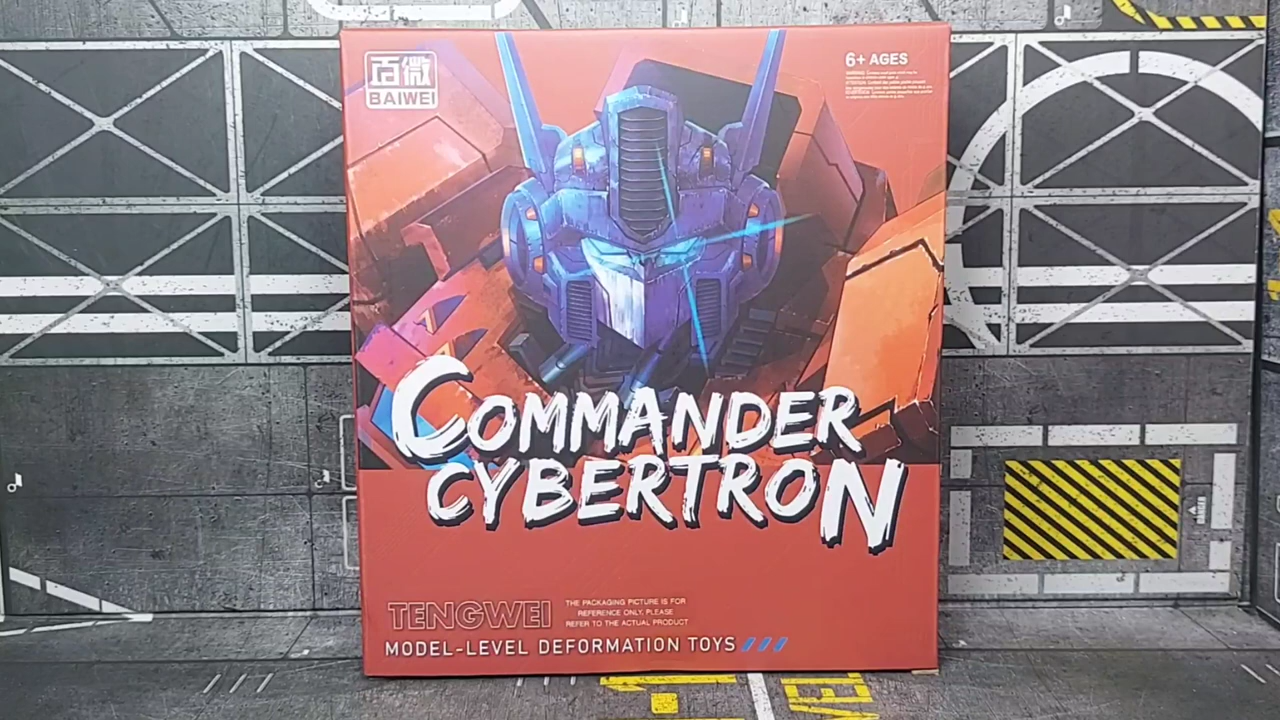 百微
BAIWEI
6+ AGES
COMMANDER
CYBERTRON
TENGWEI
THE PACKAGING PICTURE IS FOR
REFERENCE ONLY, PLEASE
REFER TO THE ACTUAL PRODUCT
MODEL-LEVEL DEFORMATION TOYS